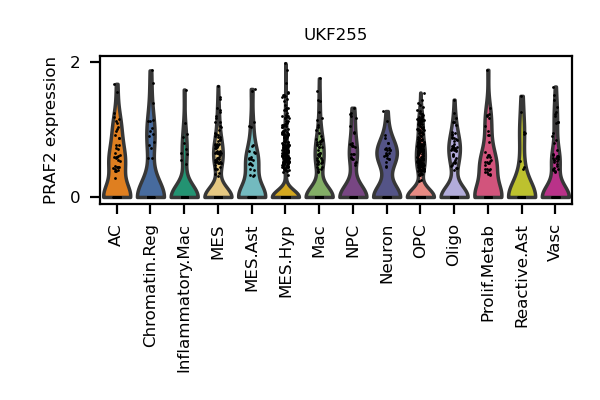 UKF255
PRAF2 expression
2
0
AC
Chromatin.Reg
Inflammatory.Mac
MES
MES.Ast
MES.Hyp
Mac
NPC
Neuron
OPC
Oligo
Prolif.Metab
Reactive.Ast
Vasc